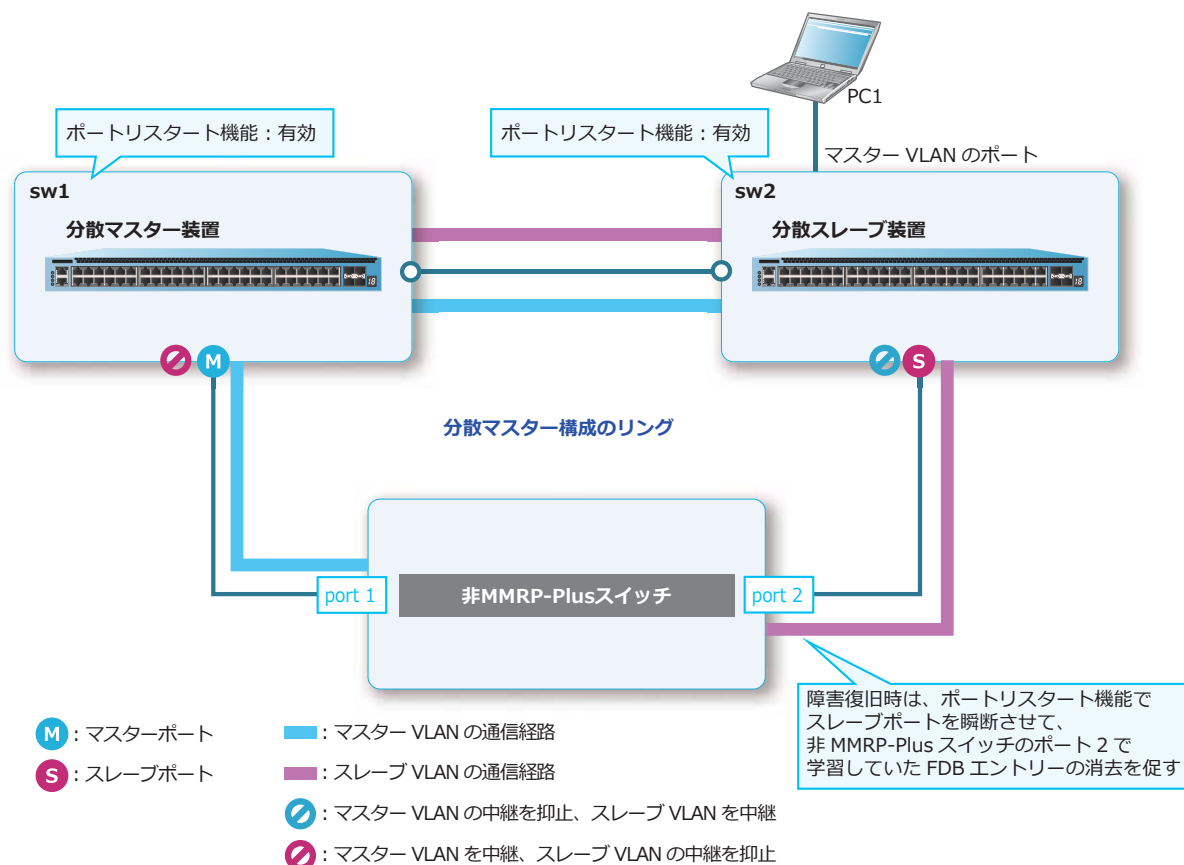 PC1
ポートリスタート機能：有効
ポートリスタート機能：有効
マスター VLAN のポート
sw1
分散マスター装置
sw2
分散スレーブ装置
18
18
M
S
分散マスター構成のリング
port 1
非MMRP-Plusスイッチ
port 2
障害復旧時は、ポートリスタート機能で
スレーブポートを瞬断させて、
非 MMRP-Plus スイッチのポート 2 で
学習していた FDB エントリーの消去を促す
M：マスターポート
S：スレーブポート
：マスター VLAN の通信経路
：スレーブ VLAN の通信経路
：マスター VLAN の中継を抑止、スレーブ VLAN を中継
：マスター VLAN を中継、スレーブ VLAN の中継を抑止